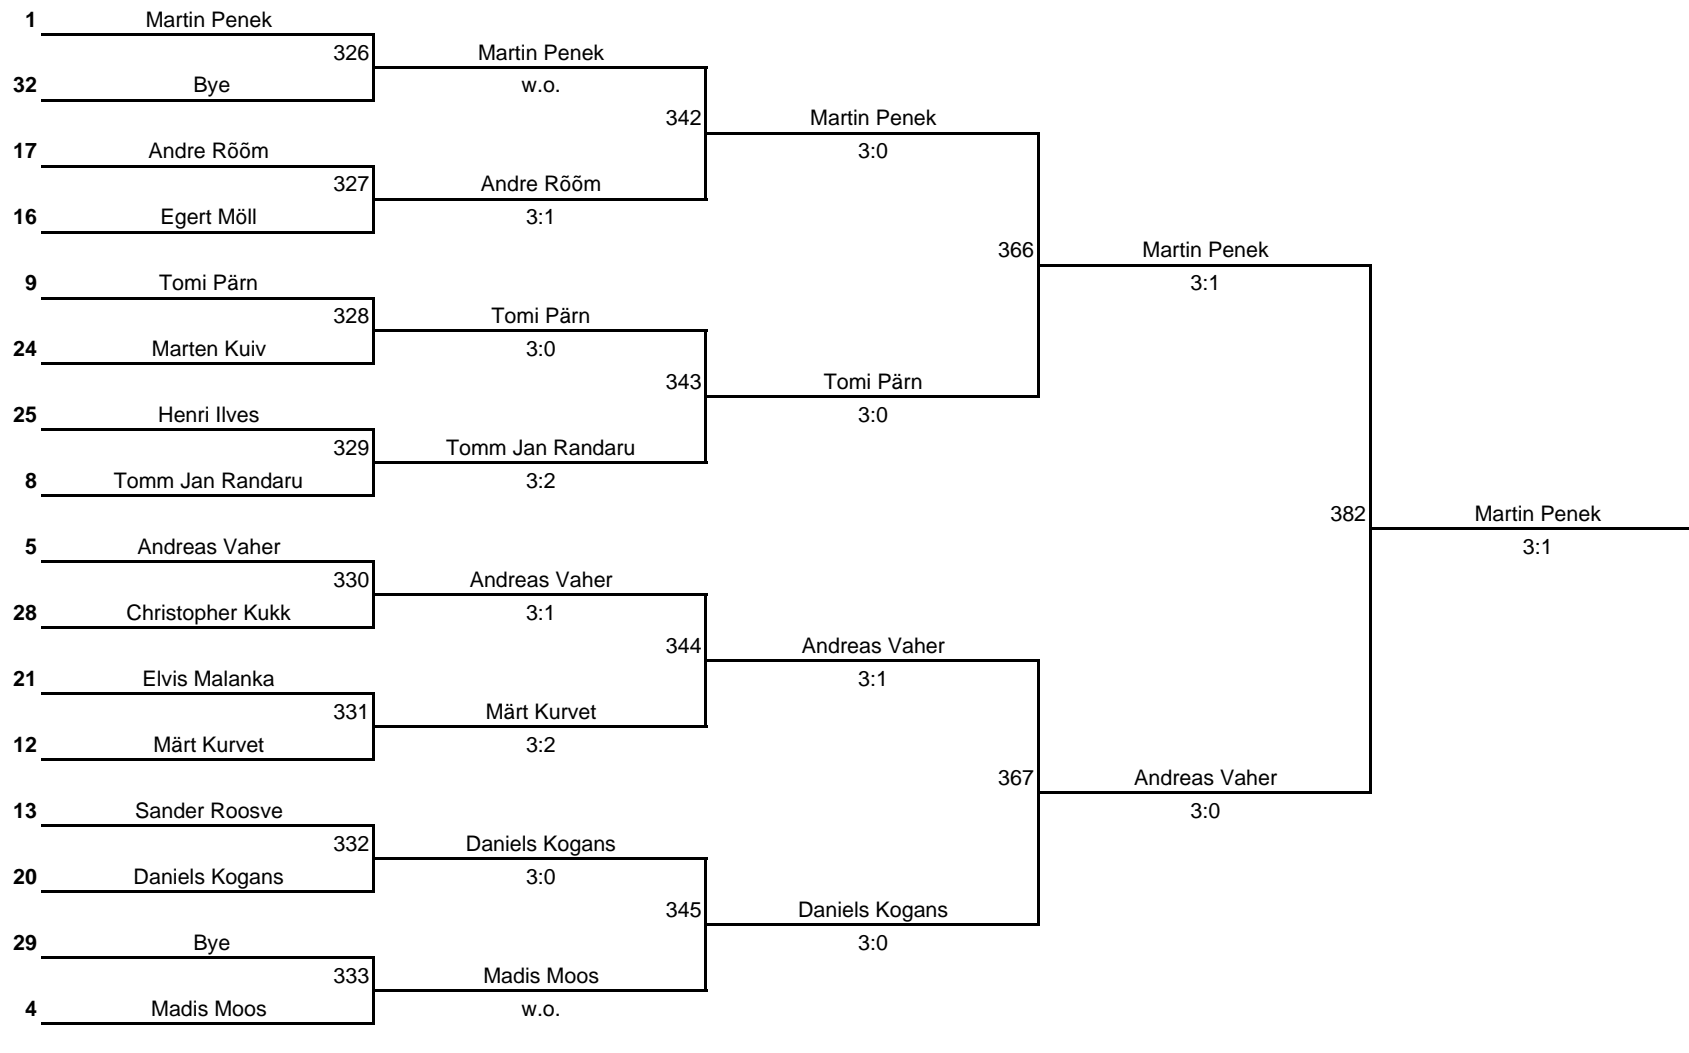 1 Martin Penek
326 Martin Penek
32 Bye w.o.
342 Martin Penek
17 Andre Rõõm 3:0
327 Andre Rõõm
16 Egert Möll 3:1
366 Martin Penek
9 Tomi Pärn 3:1
328 Tomi Pärn
24 Marten Kuiv 3:0
343 Tomi Pärn
25 Henri Ilves 3:0
329 Tomm Jan Randaru
8 Tomm Jan Randaru 3:2
382 Martin Penek
5 Andreas Vaher 3:1
330 Andreas Vaher
28 Christopher Kukk 3:1
344 Andreas Vaher
21 Elvis Malanka 3:1
331 Märt Kurvet
12 Märt Kurvet 3:2
367 Andreas Vaher
13 Sander Roosve 3:0
332 Daniels Kogans
20 Daniels Kogans 3:0
345 Daniels Kogans
29 Bye 3:0
333 Madis Moos
4 Madis Moos w.o.